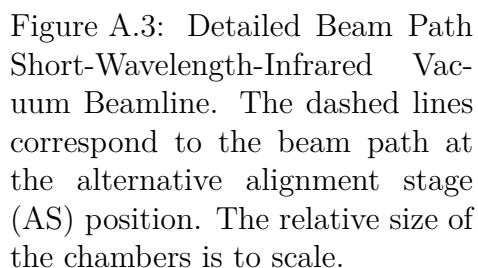 Figure A.3: Detailed Beam Path
Short-Wavelength-Infrared Vac-
uum Beamline. The dashed lines
correspond to the beam path at
the alternative alignment stage
(AS) position. The relative size of
the chambers is to scale.